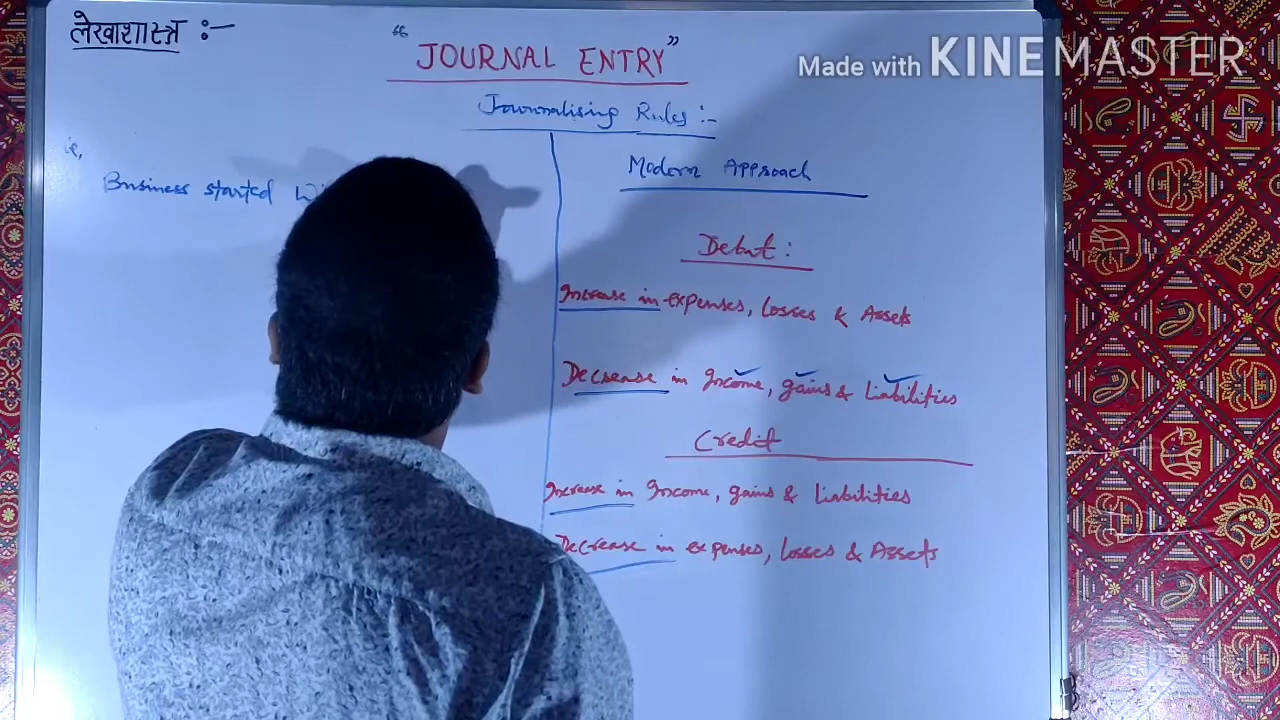 लेखाशास्त्र :-
"JOURNAL ENTRY"
Made with KINEMASTER
Journalising Rules :-
Modern Approach
Business started
Debit :
Increase in expenses, Losses & Assets
Decrease in Income, gains & Liabilities
Credit
Increase in Income, gains & Liabilities
Decrease in expenses, Losses & Assets